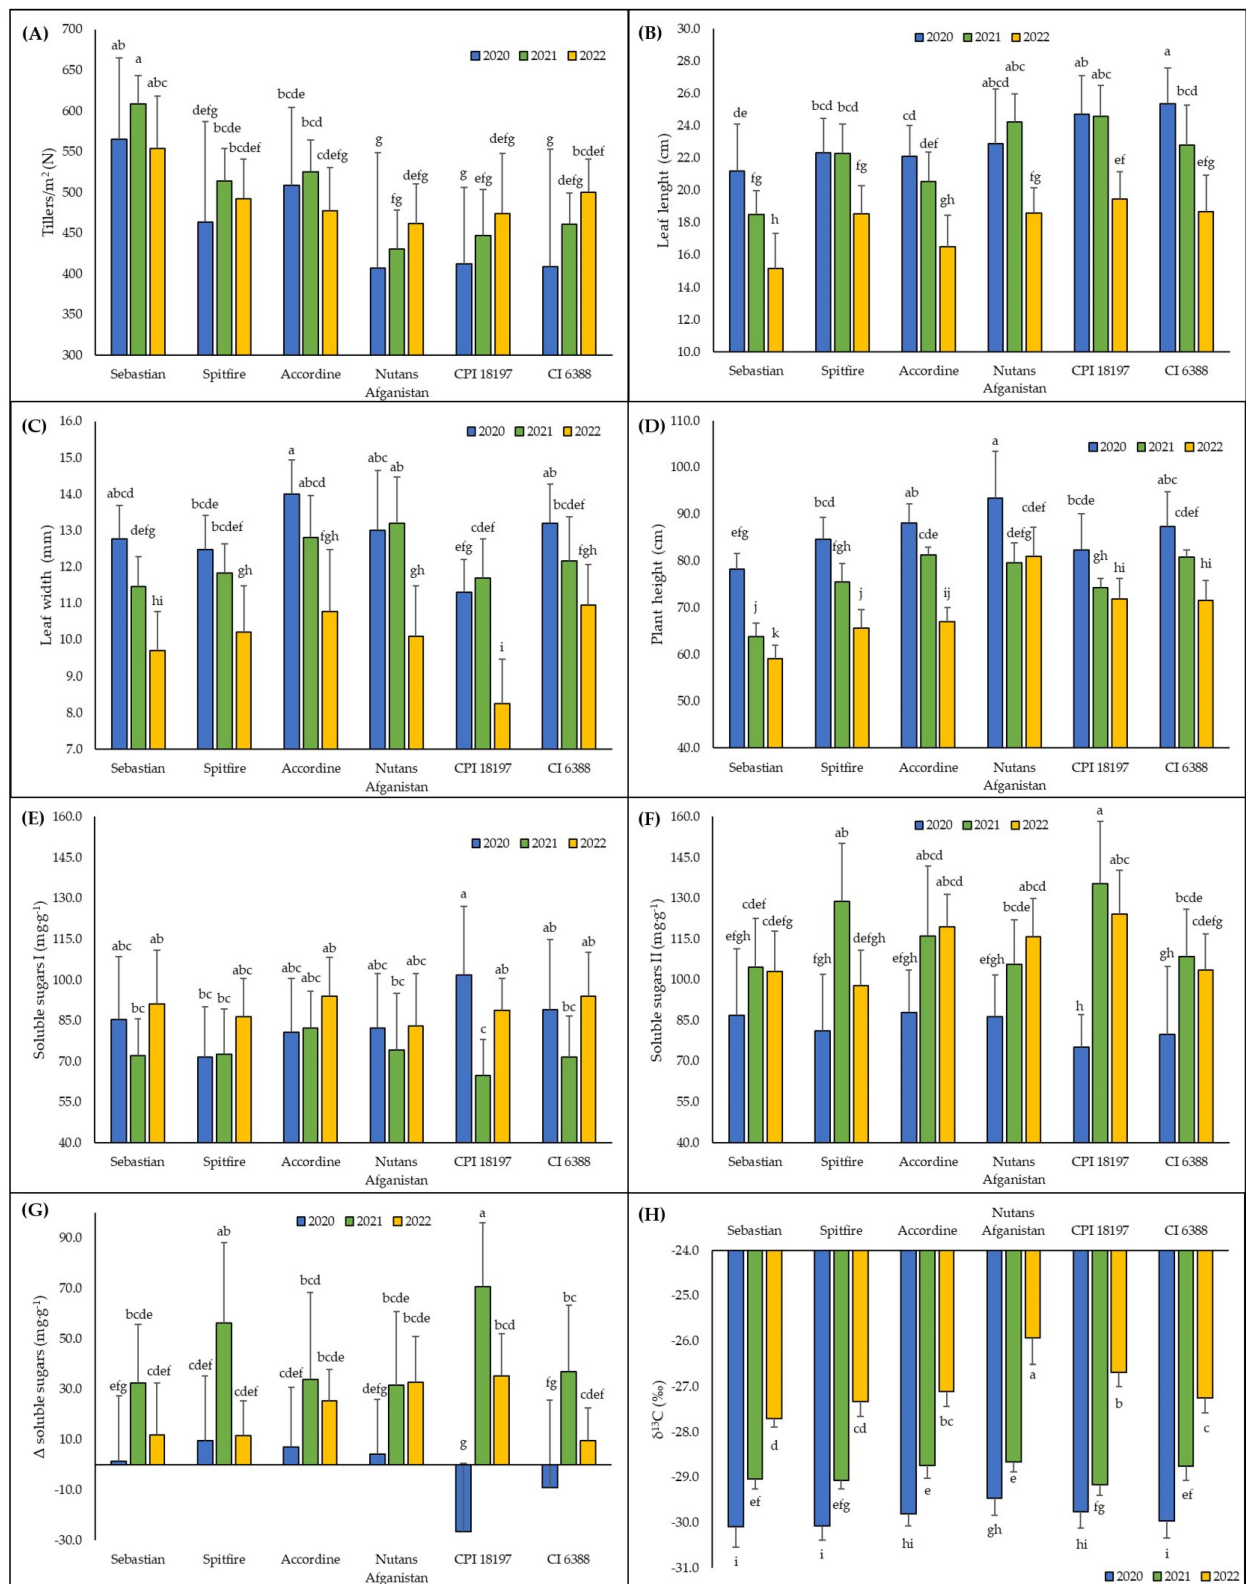 (A)
700
650
600
550
500
450
400
350
300
Tillers/m² (N)
2020 2021 2022
ab a abc
defg bcde bcdef
bcde bcd cdefg
g fg defg
g efg defg
g defg bcdef
Sebastian Spitfire Accordine Nutans Afganistan CPI 18197 CI 6388
(B)
30.0
28.0
26.0
24.0
22.0
20.0
18.0
16.0
14.0
12.0
10.0
Leaf lenght (cm)
2020 2021 2022
de fg h
bcd bcd fg
cd def gh
abcd abc fg
ab abc ef
a bcd efg
Sebastian Spitfire Accordine Nutans Afganistan CPI 18197 CI 6388
(C)
16.0
15.0
14.0
13.0
12.0
11.0
10.0
9.0
8.0
7.0
Leaf width (mm)
2020 2021 2022
abcd defg hi
bcde bcdef gh
a abcd fgh
abc ab gh
efg cdef i
ab bcdef fgh
Sebastian Spitfire Accordine Nutans Afganistan CPI 18197 CI 6388
(D)
110.0
100.0
90.0
80.0
70.0
60.0
50.0
40.0
Plant height (cm)
2020 2021 2022
efg j k
bcd fgh j
ab cde ij
a defg cdef
bcde gh hi
abc cdef hi
Sebastian Spitfire Accordine Nutans Afganistan CPI 18197 CI 6388
(E)
160.0
145.0
130.0
115.0
100.0
85.0
70.0
55.0
40.0
Soluble sugars I (mg·g⁻¹)
2020 2021 2022
abc bc ab
bc bc ab
abc abc ab
abc bc abc
a c ab
ab bc ab
Sebastian Spitfire Accordine Nutans Afganistan CPI 18197 CI 6388
(F)
160.0
145.0
130.0
115.0
100.0
85.0
70.0
55.0
40.0
Soluble sugars II (mg·g⁻¹)
2020 2021 2022
efgh cdef cdefg
fgh ab defgh
efgh abcd abcd
efgh bcde abcd
h a abc
gh bcde cdefg
Sebastian Spitfire Accordine Nutans Afganistan CPI 18197 CI 6388
(G)
90.0
70.0
50.0
30.0
10.0
-10.0
-30.0
Δ soluble sugars (mg·g⁻¹)
2020 2021 2022
efg bcde cdef
cdef ab cdef
cdef bcd bcde
defg bcde bcde
g a bcd
fg bc cdef
Sebastian Spitfire Accordine Nutans Afganistan CPI 18197 CI 6388
(H)
Sebastian Spitfire Accordine Nutans Afganistan CPI 18197 CI 6388
-24.0
-25.0
-26.0
-27.0
-28.0
-29.0
-30.0
-31.0
δ¹³C (‰)
i ef d
i efg cd
hi e bc
gh e a
hi fg b
i ef c
2020 2021 2022